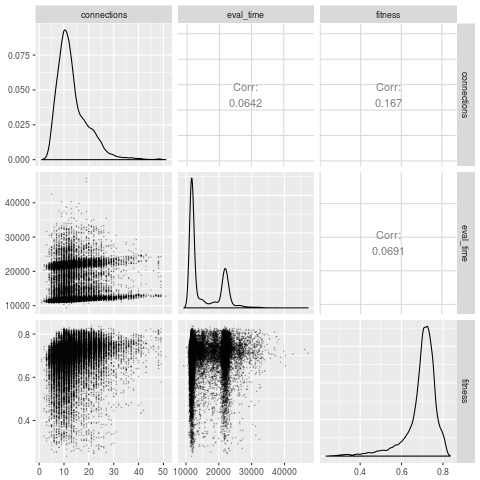 connections
eval_time
fitness
0.075
0.050
0.025
0.000
Corr:
0.0642
Corr:
0.167
connections
40000
30000
20000
10000
Corr:
0.0691
eval_time
0.8
0.6
0.4
fitness
0 10 20 30 40 50
10000 20000 30000 40000
0.4 0.6 0.8